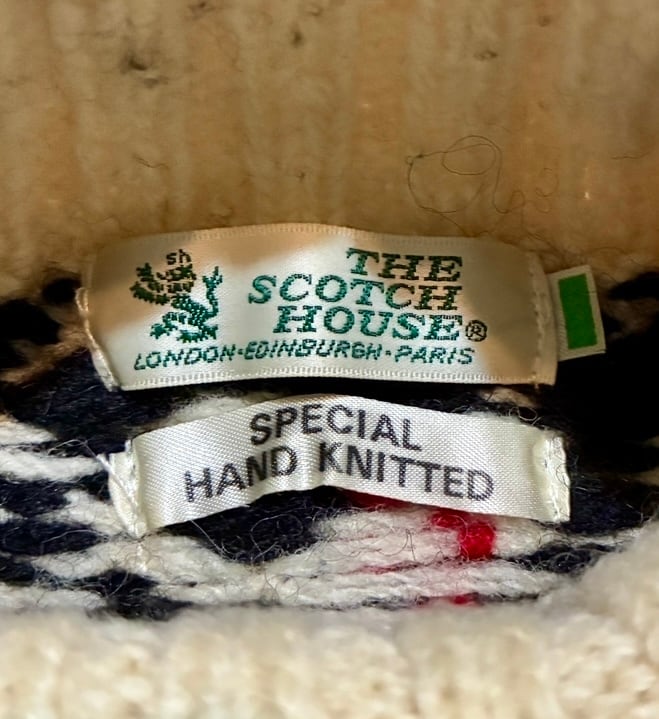 sh
THE
SCOTCH
HOUSE®
LONDON·EDINBURGH·PARIS
SPECIAL
HAND KNITTED